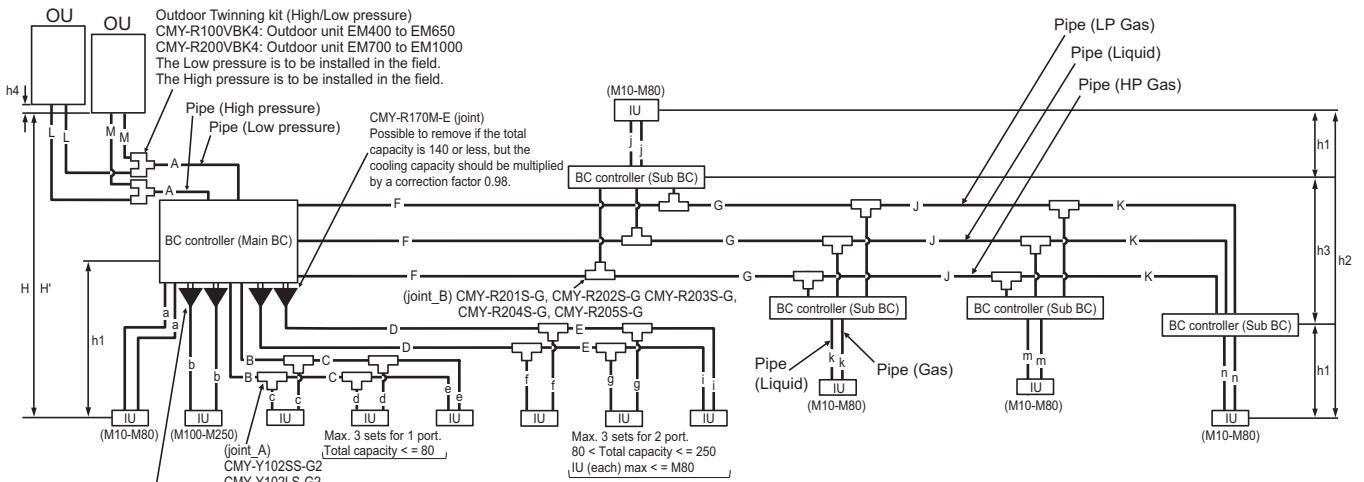 OU
OU
Outdoor Twinning kit (High/Low pressure)
CMY-R100VBK4: Outdoor unit EM400 to EM650
CMY-R200VBK4: Outdoor unit EM700 to EM1000
The Low pressure is to be installed in the field.
The High pressure is to be installed in the field.
Pipe (LP Gas)
Pipe (Liquid)
Pipe (HP Gas)
h4
Pipe (High pressure)
Pipe (Low pressure)
L
L
M
M
A
A
CMY-R170M-E (joint)
Possible to remove if the total
capacity is 140 or less, but the
cooling capacity should be multiplied
by a correction factor 0.98.
(M10-M80)
IU
j
j
h1
BC controller (Sub BC)
F
G
J
K
BC controller (Main BC)
F
G
J
K
h3
h2
F
G
J
K
H
H'
h1
(joint_B) CMY-R201S-G, CMY-R202S-G CMY-R203S-G,
CMY-R204S-G, CMY-R205S-G
BC controller (Sub BC)
BC controller (Sub BC)
BC controller (Sub BC)
a
a
b
b
D
E
D
E
B
C
B
C
c
c
d
d
e
e
f
f
g
g
i
i
Pipe
(Liquid)
k
k
Pipe (Gas)
m
m
n
n
h1
IU
(M10-M80)
IU
(M10-M80)
IU
(M10-M80)
IU
(M10-M80)
IU
(M100-M250)
IU
IU
IU
IU
IU
IU
(joint_A)
CMY-Y102SS-G2
CMY-Y102LS-G2
Max. 3 sets for 1 port.
Total capacity < = 80
Max. 3 sets for 2 port.
80 < Total capacity < = 250
IU (each) max < = M80